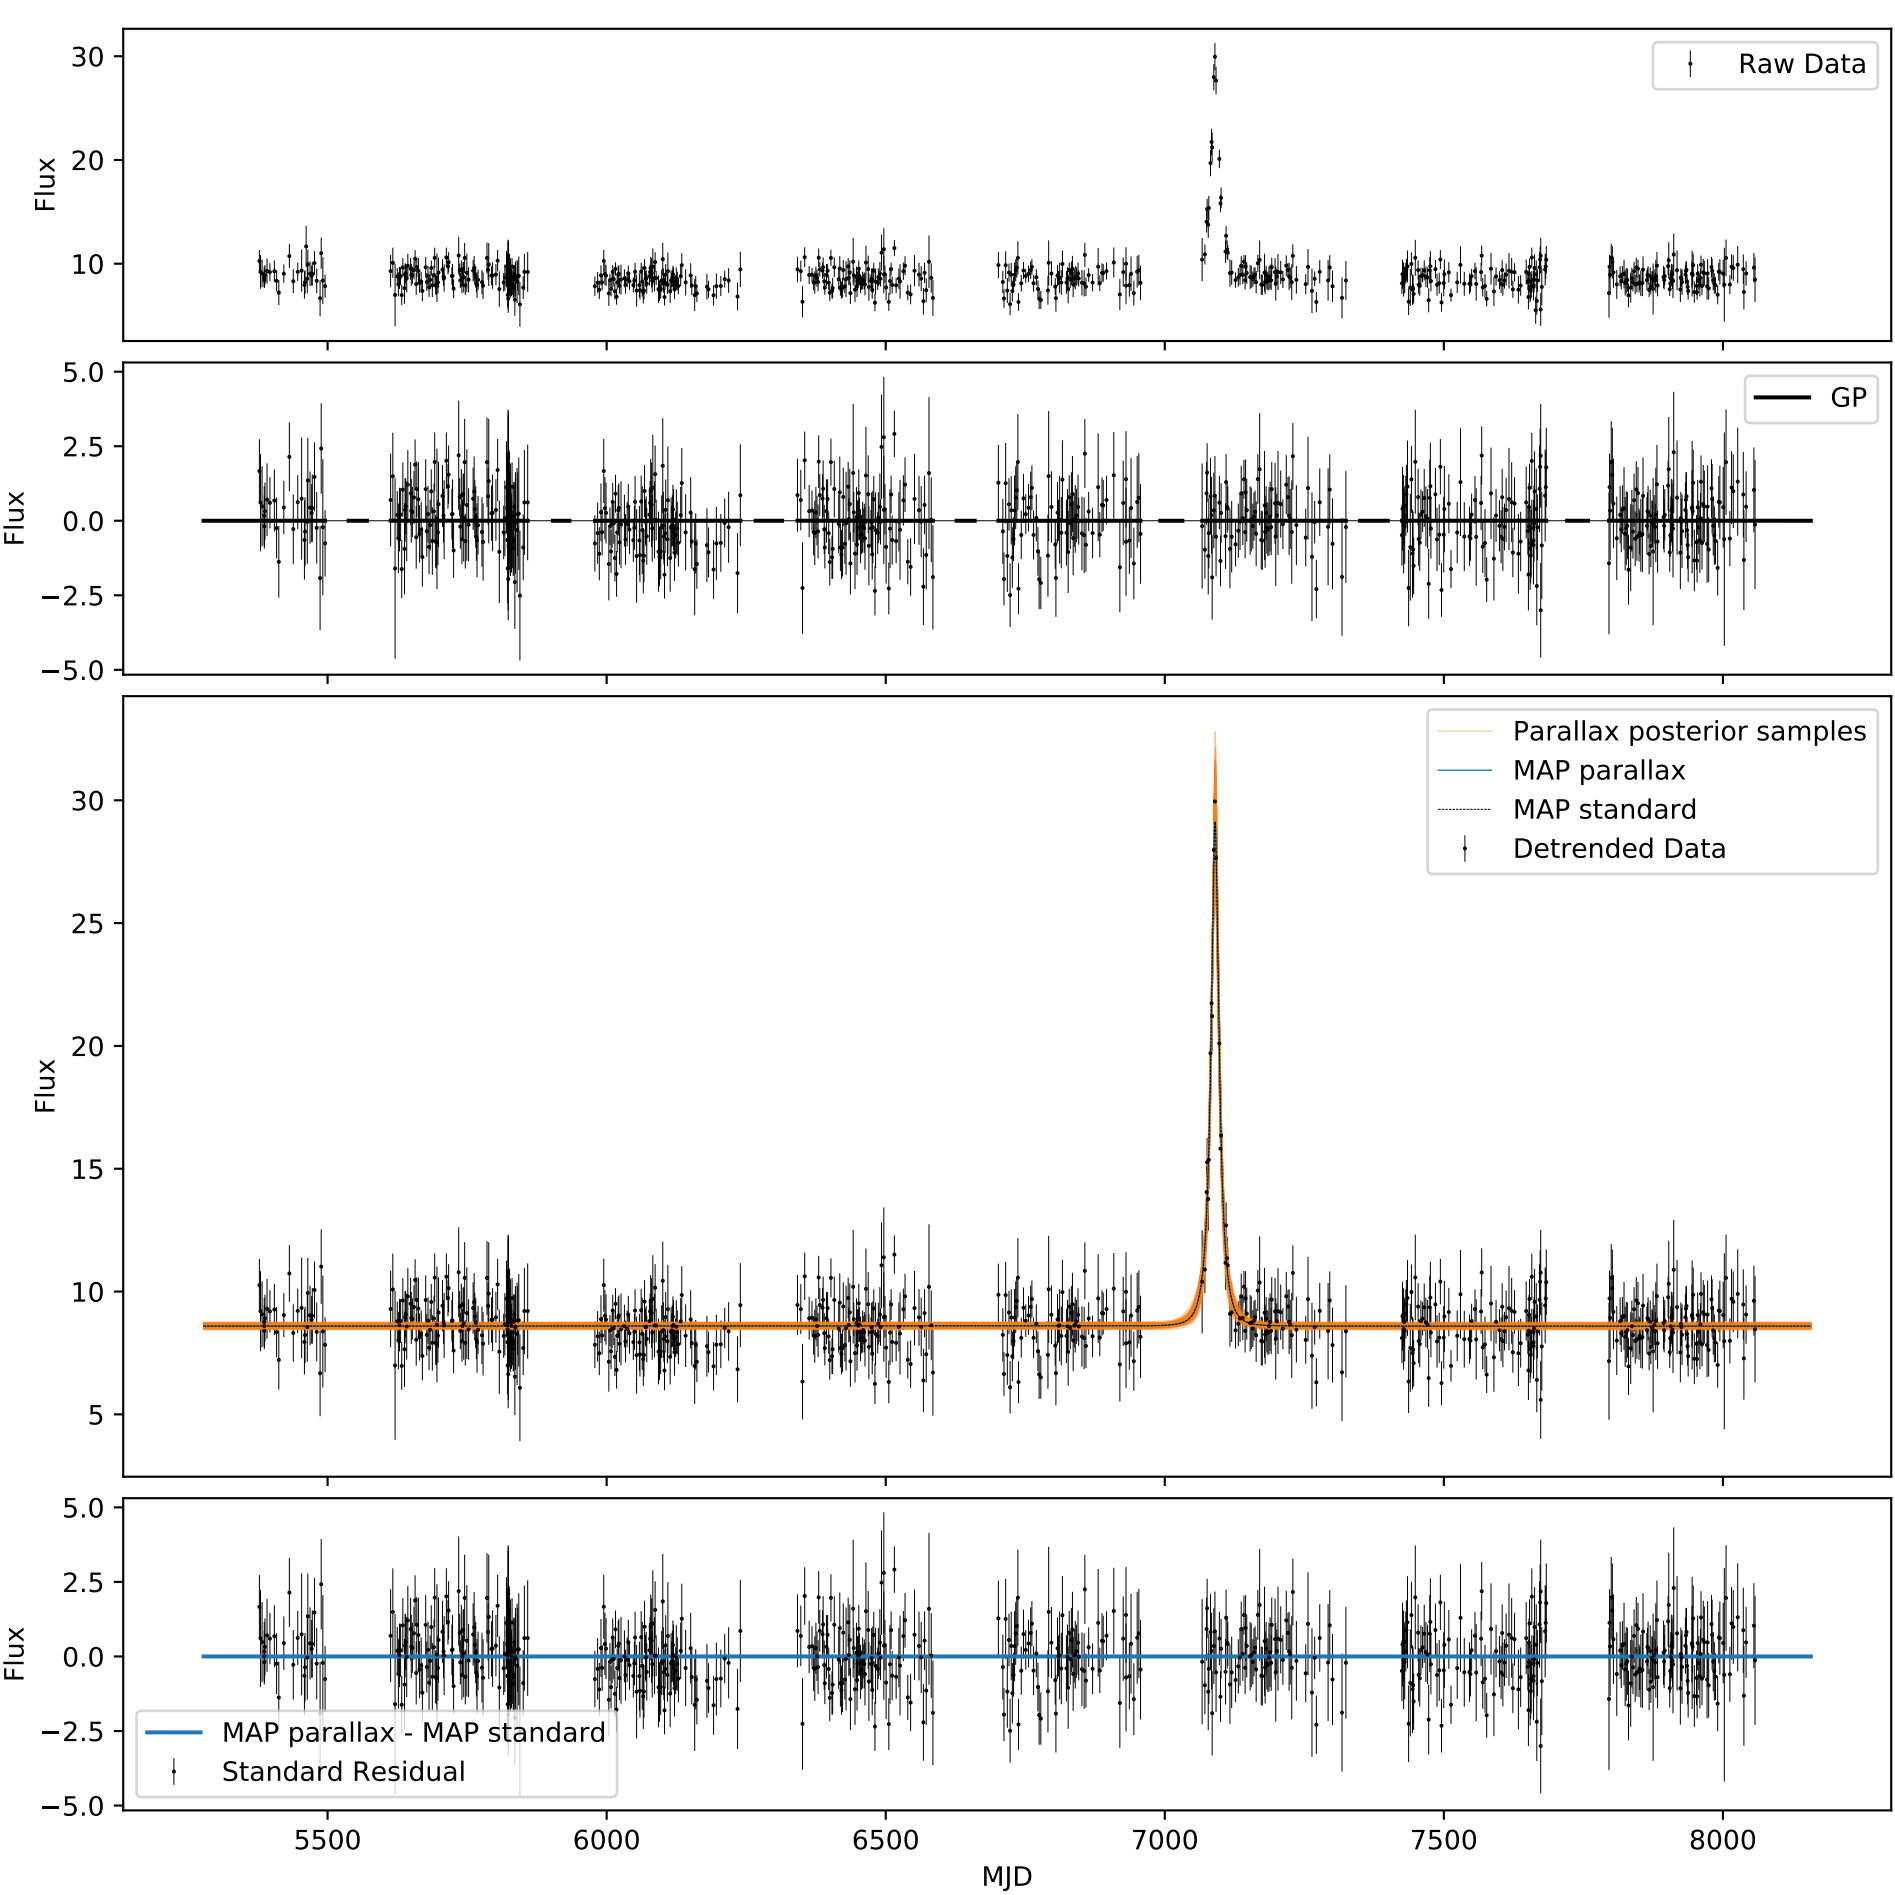 30
20
10
Flux
Raw Data
5.0
2.5
0.0
−2.5
−5.0
Flux
GP
30
25
20
15
10
5
Flux
Parallax posterior samples
MAP parallax
MAP standard
Detrended Data
5.0
2.5
0.0
−2.5
−5.0
Flux
MAP parallax - MAP standard
Standard Residual
5500 6000 6500 7000 7500 8000
MJD